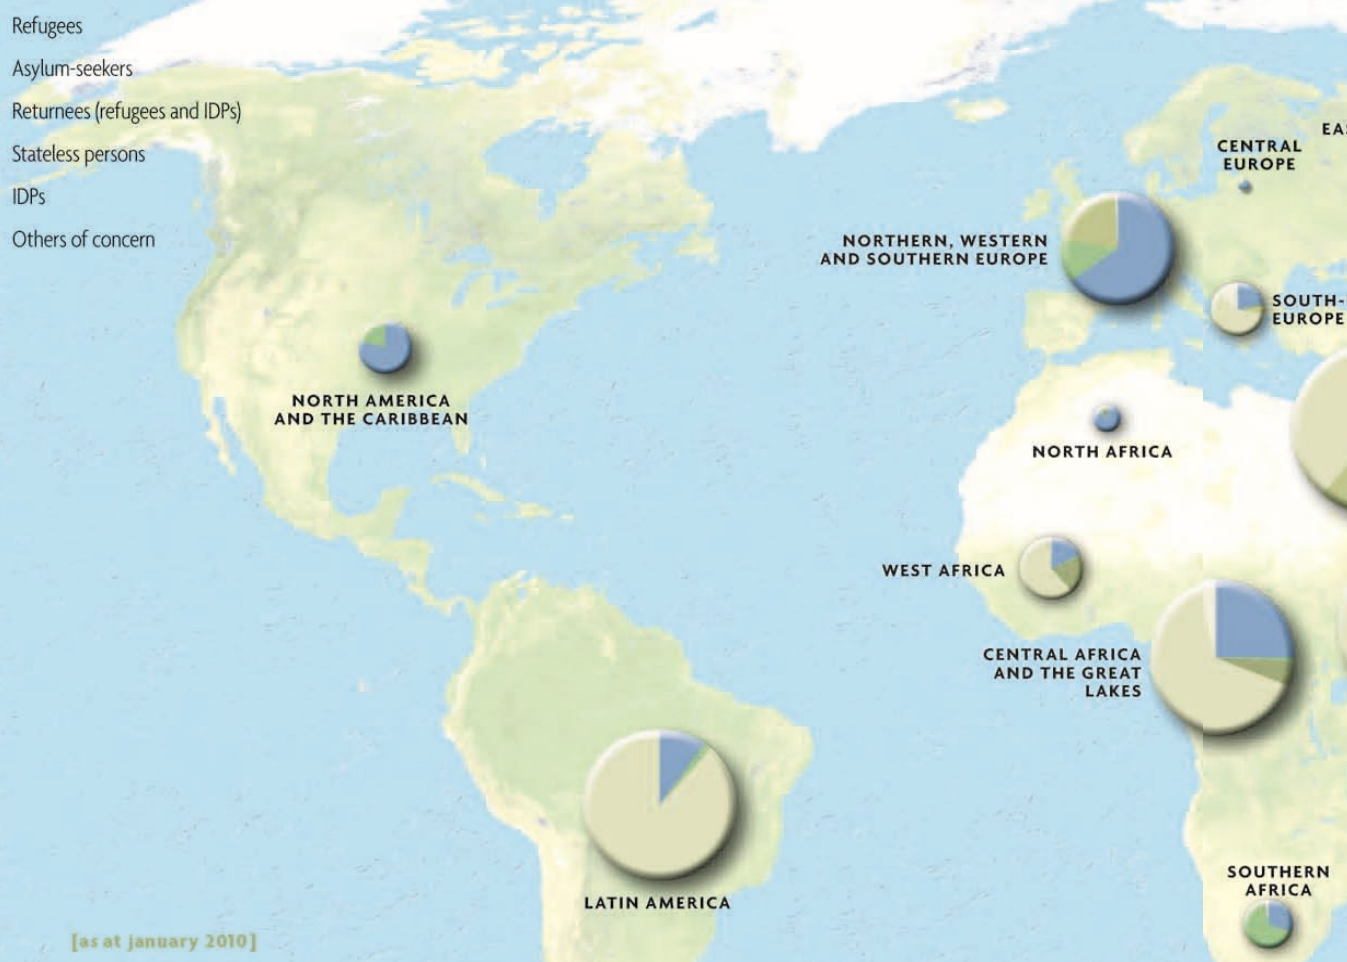 Refugees
Asylum-seekers
Returnees (refugees and IDPs)
Stateless persons
IDPs
Others of concern
CENTRAL
EUROPE
NORTHERN, WESTERN
AND SOUTHERN EUROPE
SOUTH-
EUROPE
NORTH AMERICA
AND THE CARIBBEAN
NORTH AFRICA
WEST AFRICA
CENTRAL AFRICA
AND THE GREAT
LAKES
LATIN AMERICA
SOUTHERN
AFRICA
[as at january 2010]